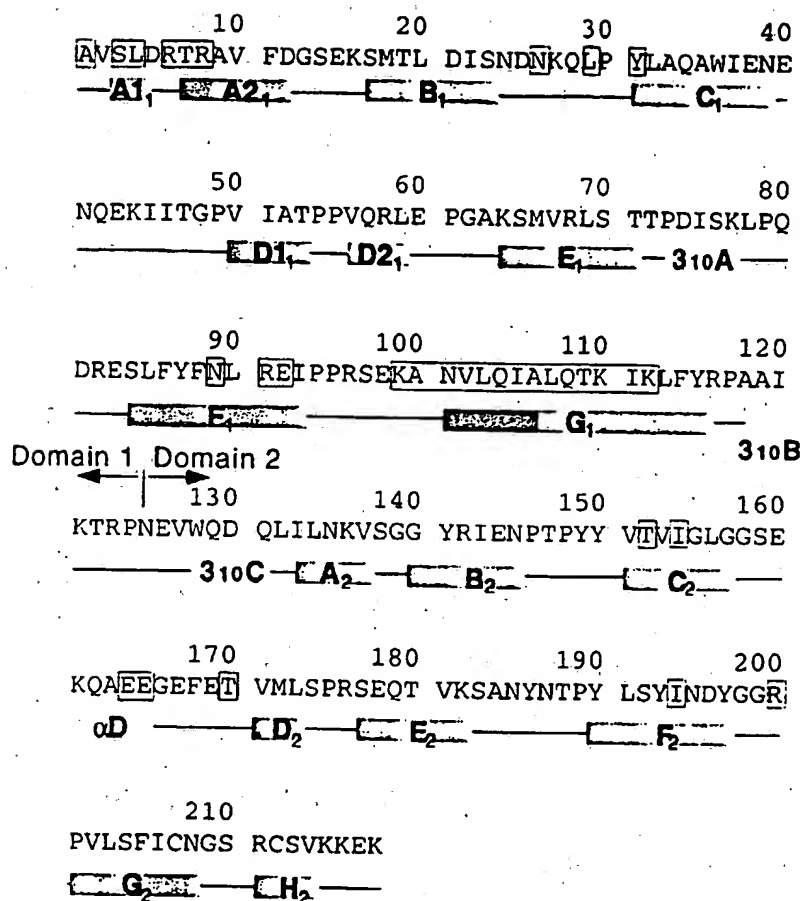 10 20 30 40
AVSLDRTRAV FDGSEKSMTL DISNDNKQLP YLAQAWIENE
A1₁ A2₁ B₁ C₁
50 60 70 80
NQEKIITGPV IATPPVQRLE PGAKSMVRLS TTPDISKLPQ
D1₁ D2₁ E₁ 3₁₀A
90 100 110 120
DRESLFYFNL REIPPRSEKA NVLQIALQTK IKLFYRPAAI
F₁ G₁ 3₁₀B
Domain 1 Domain 2
130 140 150 160
KTRPNEVWQD QLILNKVSGG YRIENPTPYY VTVIGLGGSE
3₁₀C A₂ B₂ C₂
170 180 190 200
KQAEEGEFET VMLSPRSEQT VKSANYNTPY LSYINDYGGR
αD D₂ E₂ F₂
210
PVLSFICNGS RCSVKKEK
G₂ H₂